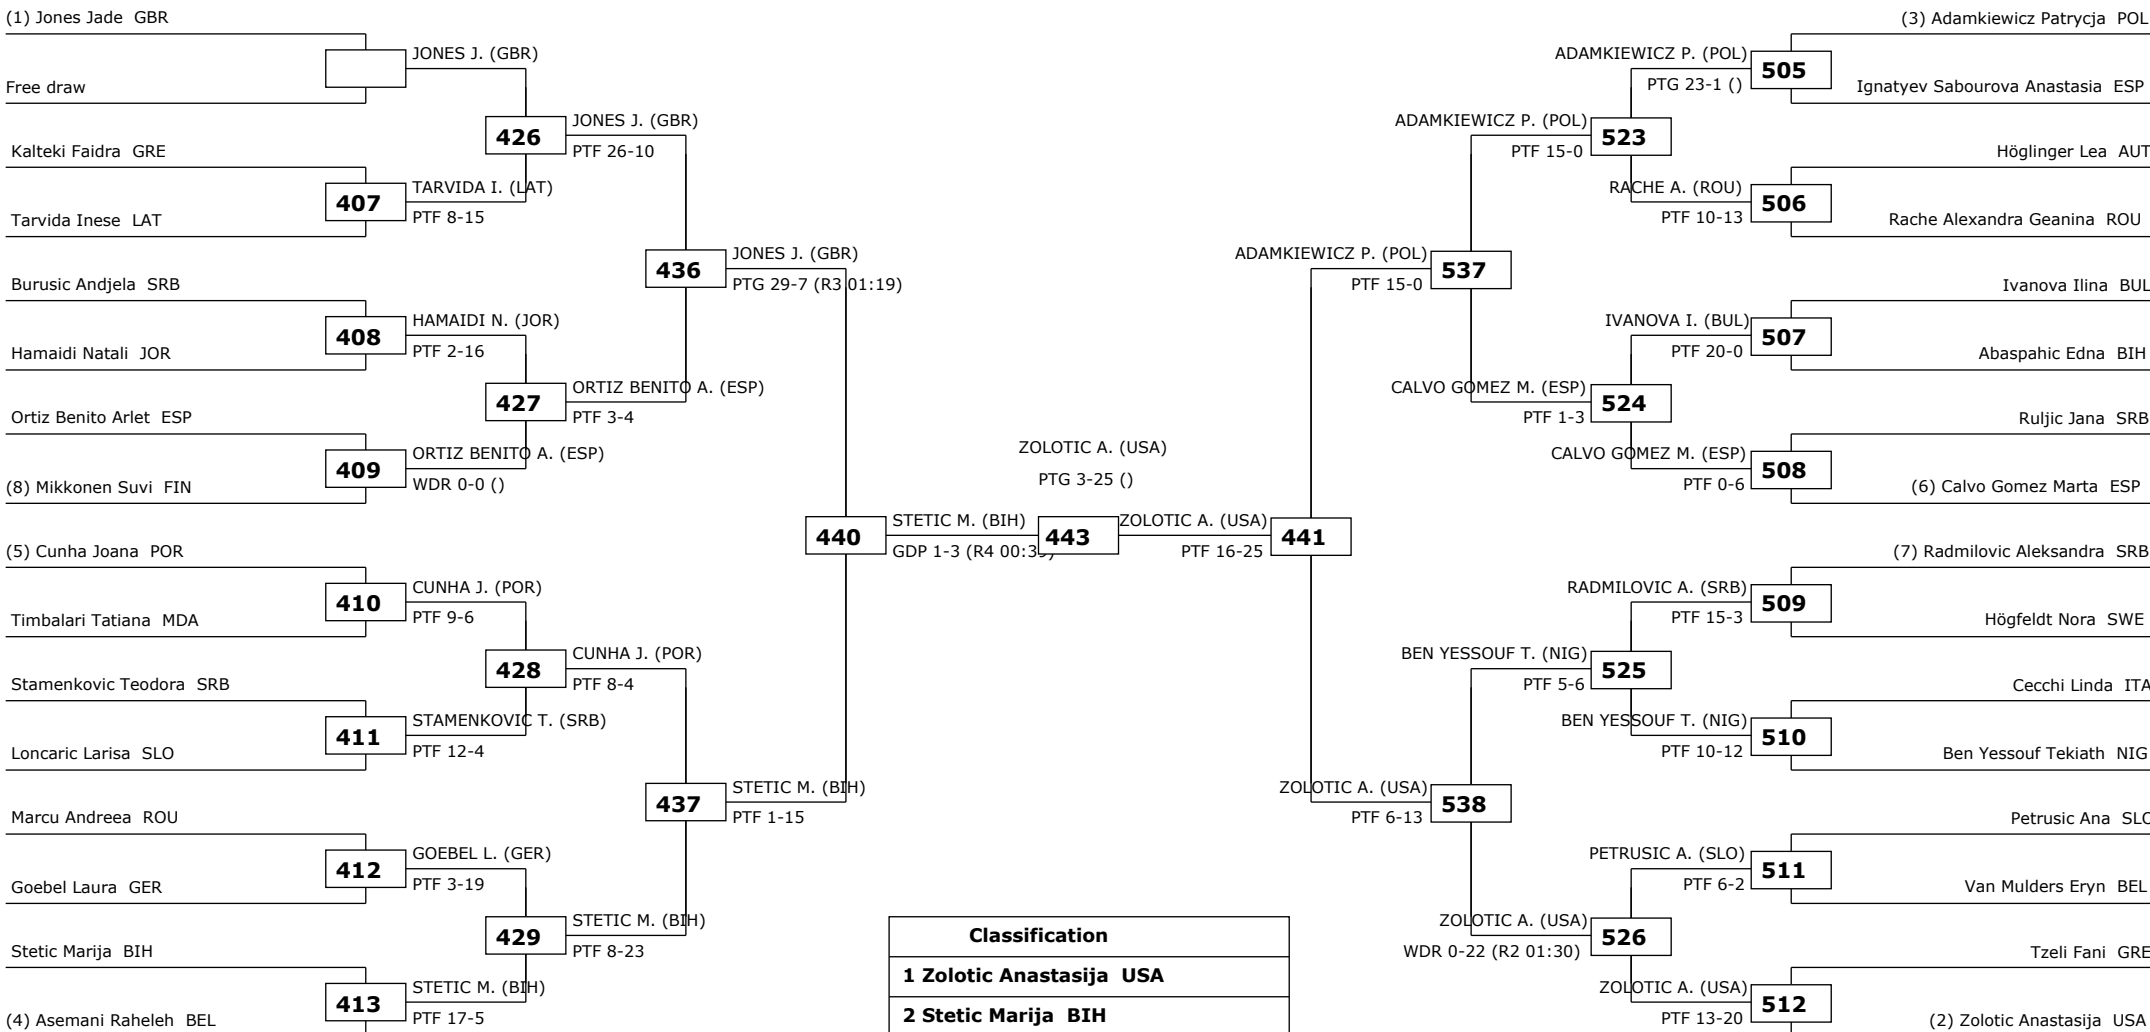 (1) Jones Jade GBR
JONES J. (GBR)
Free draw
426
JONES J. (GBR)
PTF 26-10
Kalteki Faidra GRE
407
TARVIDA I. (LAT)
PTF 8-15
Tarvida Inese LAT
436
JONES J. (GBR)
PTG 29-7 (R3 01:19)
Burusic Andjela SRB
408
HAMAIDI N. (JOR)
PTF 2-16
Hamaidi Natali JOR
427
ORTIZ BENITO A. (ESP)
PTF 3-4
Ortiz Benito Arlet ESP
409
ORTIZ BENITO A. (ESP)
WDR 0-0 ()
(8) Mikkonen Suvi FIN
440
STETIC M. (BIH)
GDP 1-3 (R4 00:39)
(5) Cunha Joana POR
410
CUNHA J. (POR)
PTF 9-6
Timbalari Tatiana MDA
428
CUNHA J. (POR)
PTF 8-4
Stamenkovic Teodora SRB
411
STAMENKOVIC T. (SRB)
PTF 12-4
Loncaric Larisa SLO
437
STETIC M. (BIH)
PTF 1-15
Marcu Andreea ROU
412
GOEBEL L. (GER)
PTF 3-19
Goebel Laura GER
429
STETIC M. (BIH)
PTF 8-23
Stetic Marija BIH
413
STETIC M. (BIH)
PTF 17-5
(4) Asemani Raheleh BEL
ZOLOTIC A. (USA)
PTG 3-25 ()
443
ZOLOTIC A. (USA)
PTF 16-25
441
(3) Adamkiewicz Patrycja POL
ADAMKIEWICZ P. (POL)
PTG 23-1 ()
505
Ignatyev Sabourova Anastasia ESP
ADAMKIEWICZ P. (POL)
PTF 15-0
523
Höglinger Lea AUT
RACHE A. (ROU)
PTF 10-13
506
Rache Alexandra Geanina ROU
ADAMKIEWICZ P. (POL)
PTF 15-0
537
Ivanova Ilina BUL
IVANOVA I. (BUL)
PTF 20-0
507
Abaspahic Edna BIH
CALVO GOMEZ M. (ESP)
PTF 1-3
524
Ruljic Jana SRB
CALVO GOMEZ M. (ESP)
PTF 0-6
508
(6) Calvo Gomez Marta ESP
(7) Radmilovic Aleksandra SRB
RADMILOVIC A. (SRB)
PTF 15-3
509
Högfeldt Nora SWE
BEN YESSOUF T. (NIG)
PTF 5-6
525
Cecchi Linda ITA
BEN YESSOUF T. (NIG)
PTF 10-12
510
Ben Yessouf Tekiath NIG
ZOLOTIC A. (USA)
PTF 6-13
538
Petrusic Ana SLO
PETRUSIC A. (SLO)
PTF 6-2
511
Van Mulders Eryn BEL
ZOLOTIC A. (USA)
WDR 0-22 (R2 01:30)
526
Tzeli Fani GRE
ZOLOTIC A. (USA)
PTF 13-20
512
(2) Zolotic Anastasija USA
Classification
1 Zolotic Anastasija USA
2 Stetic Marija BIH